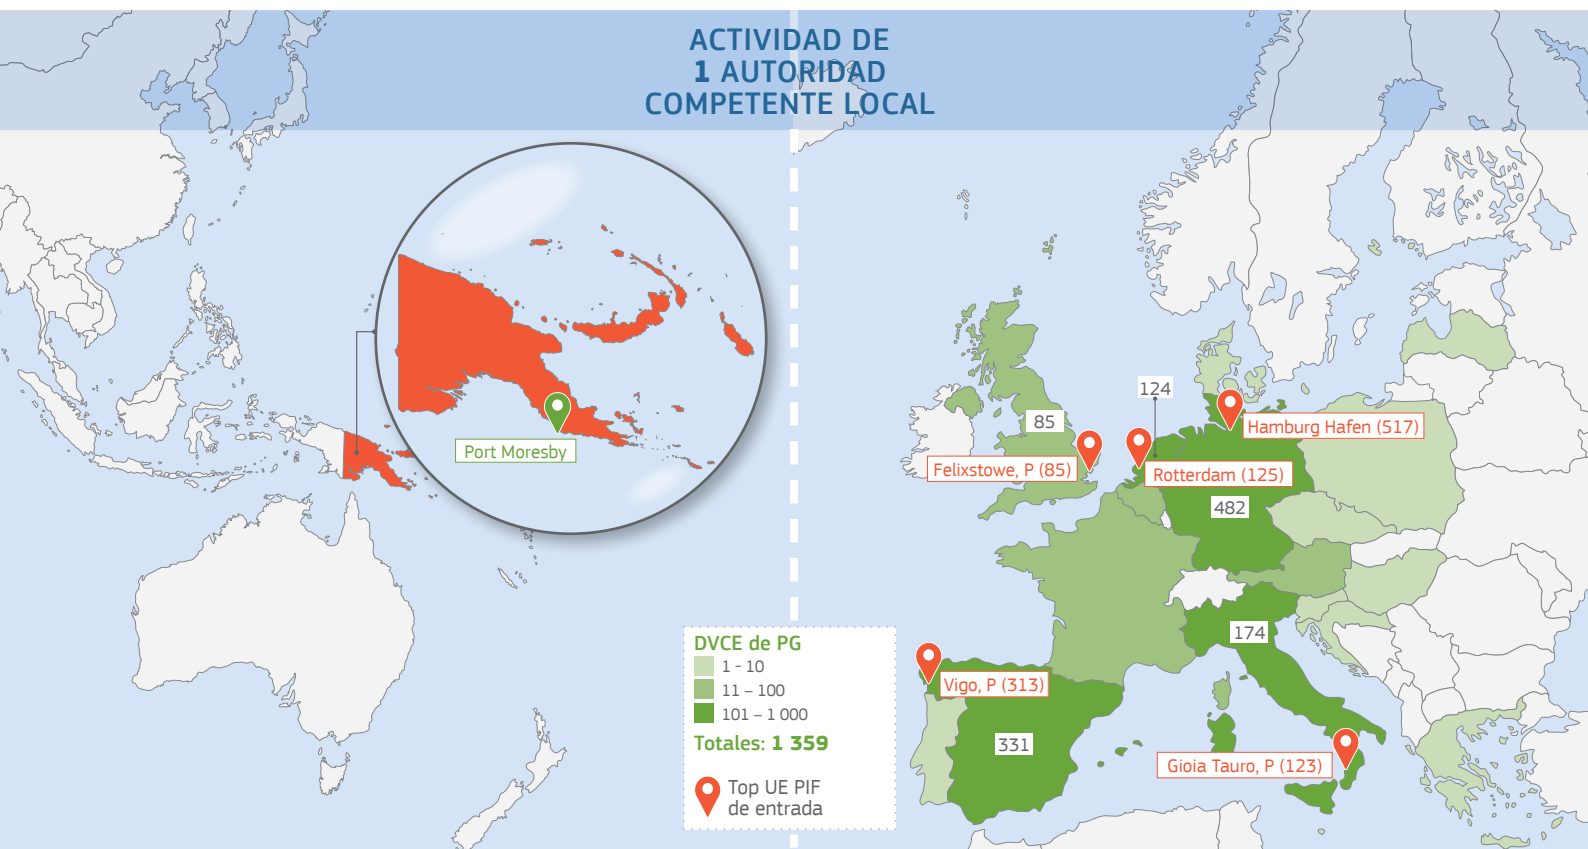 ACTIVIDAD DE
1 AUTORIDAD
COMPETENTE LOCAL
Port Moresby
124
85
Hamburg Hafen (517)
Felixstowe, P (85)
Rotterdam (125)
482
174
Vigo, P (313)
331
Gioia Tauro, P (123)
DVCE de PG
1 - 10
11 – 100
101 – 1 000
Totales: 1 359
Top UE PIF
de entrada